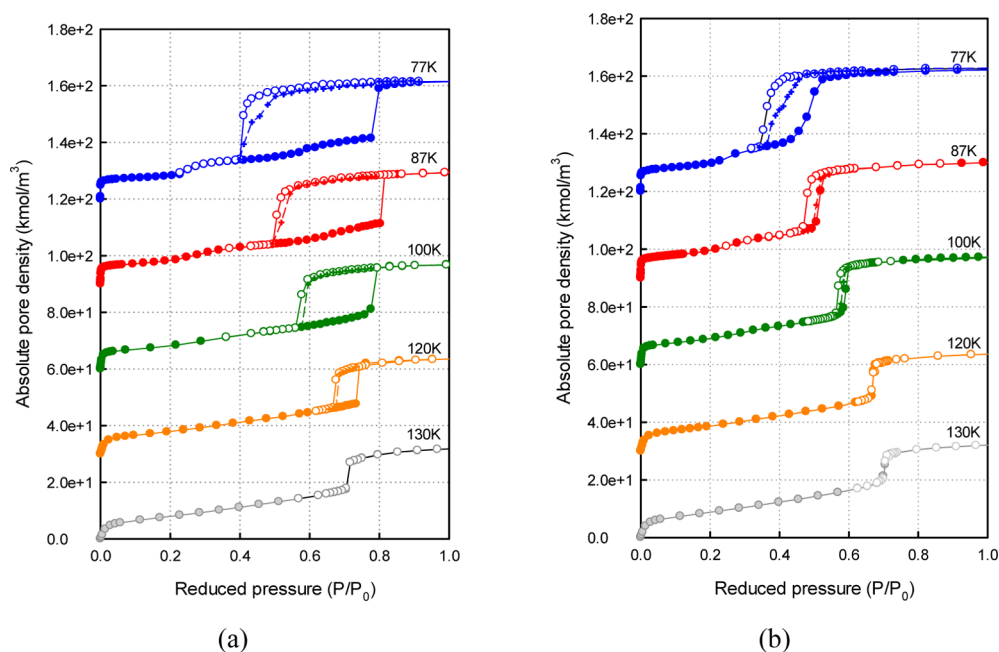 1.8e+2
1.6e+2
1.4e+2
1.2e+2
1.0e+2
8.0e+1
6.0e+1
4.0e+1
2.0e+1
0.0
Absolute pore density (kmol/m³)
77K
87K
100K
120K
130K
0.0 0.2 0.4 0.6 0.8 1.0
Reduced pressure (P/P₀)
(a)
1.8e+2
1.6e+2
1.4e+2
1.2e+2
1.0e+2
8.0e+1
6.0e+1
4.0e+1
2.0e+1
0.0
Absolute pore density (kmol/m³)
77K
87K
100K
120K
130K
0.0 0.2 0.4 0.6 0.8 1.0
Reduced pressure (P/P₀)
(b)